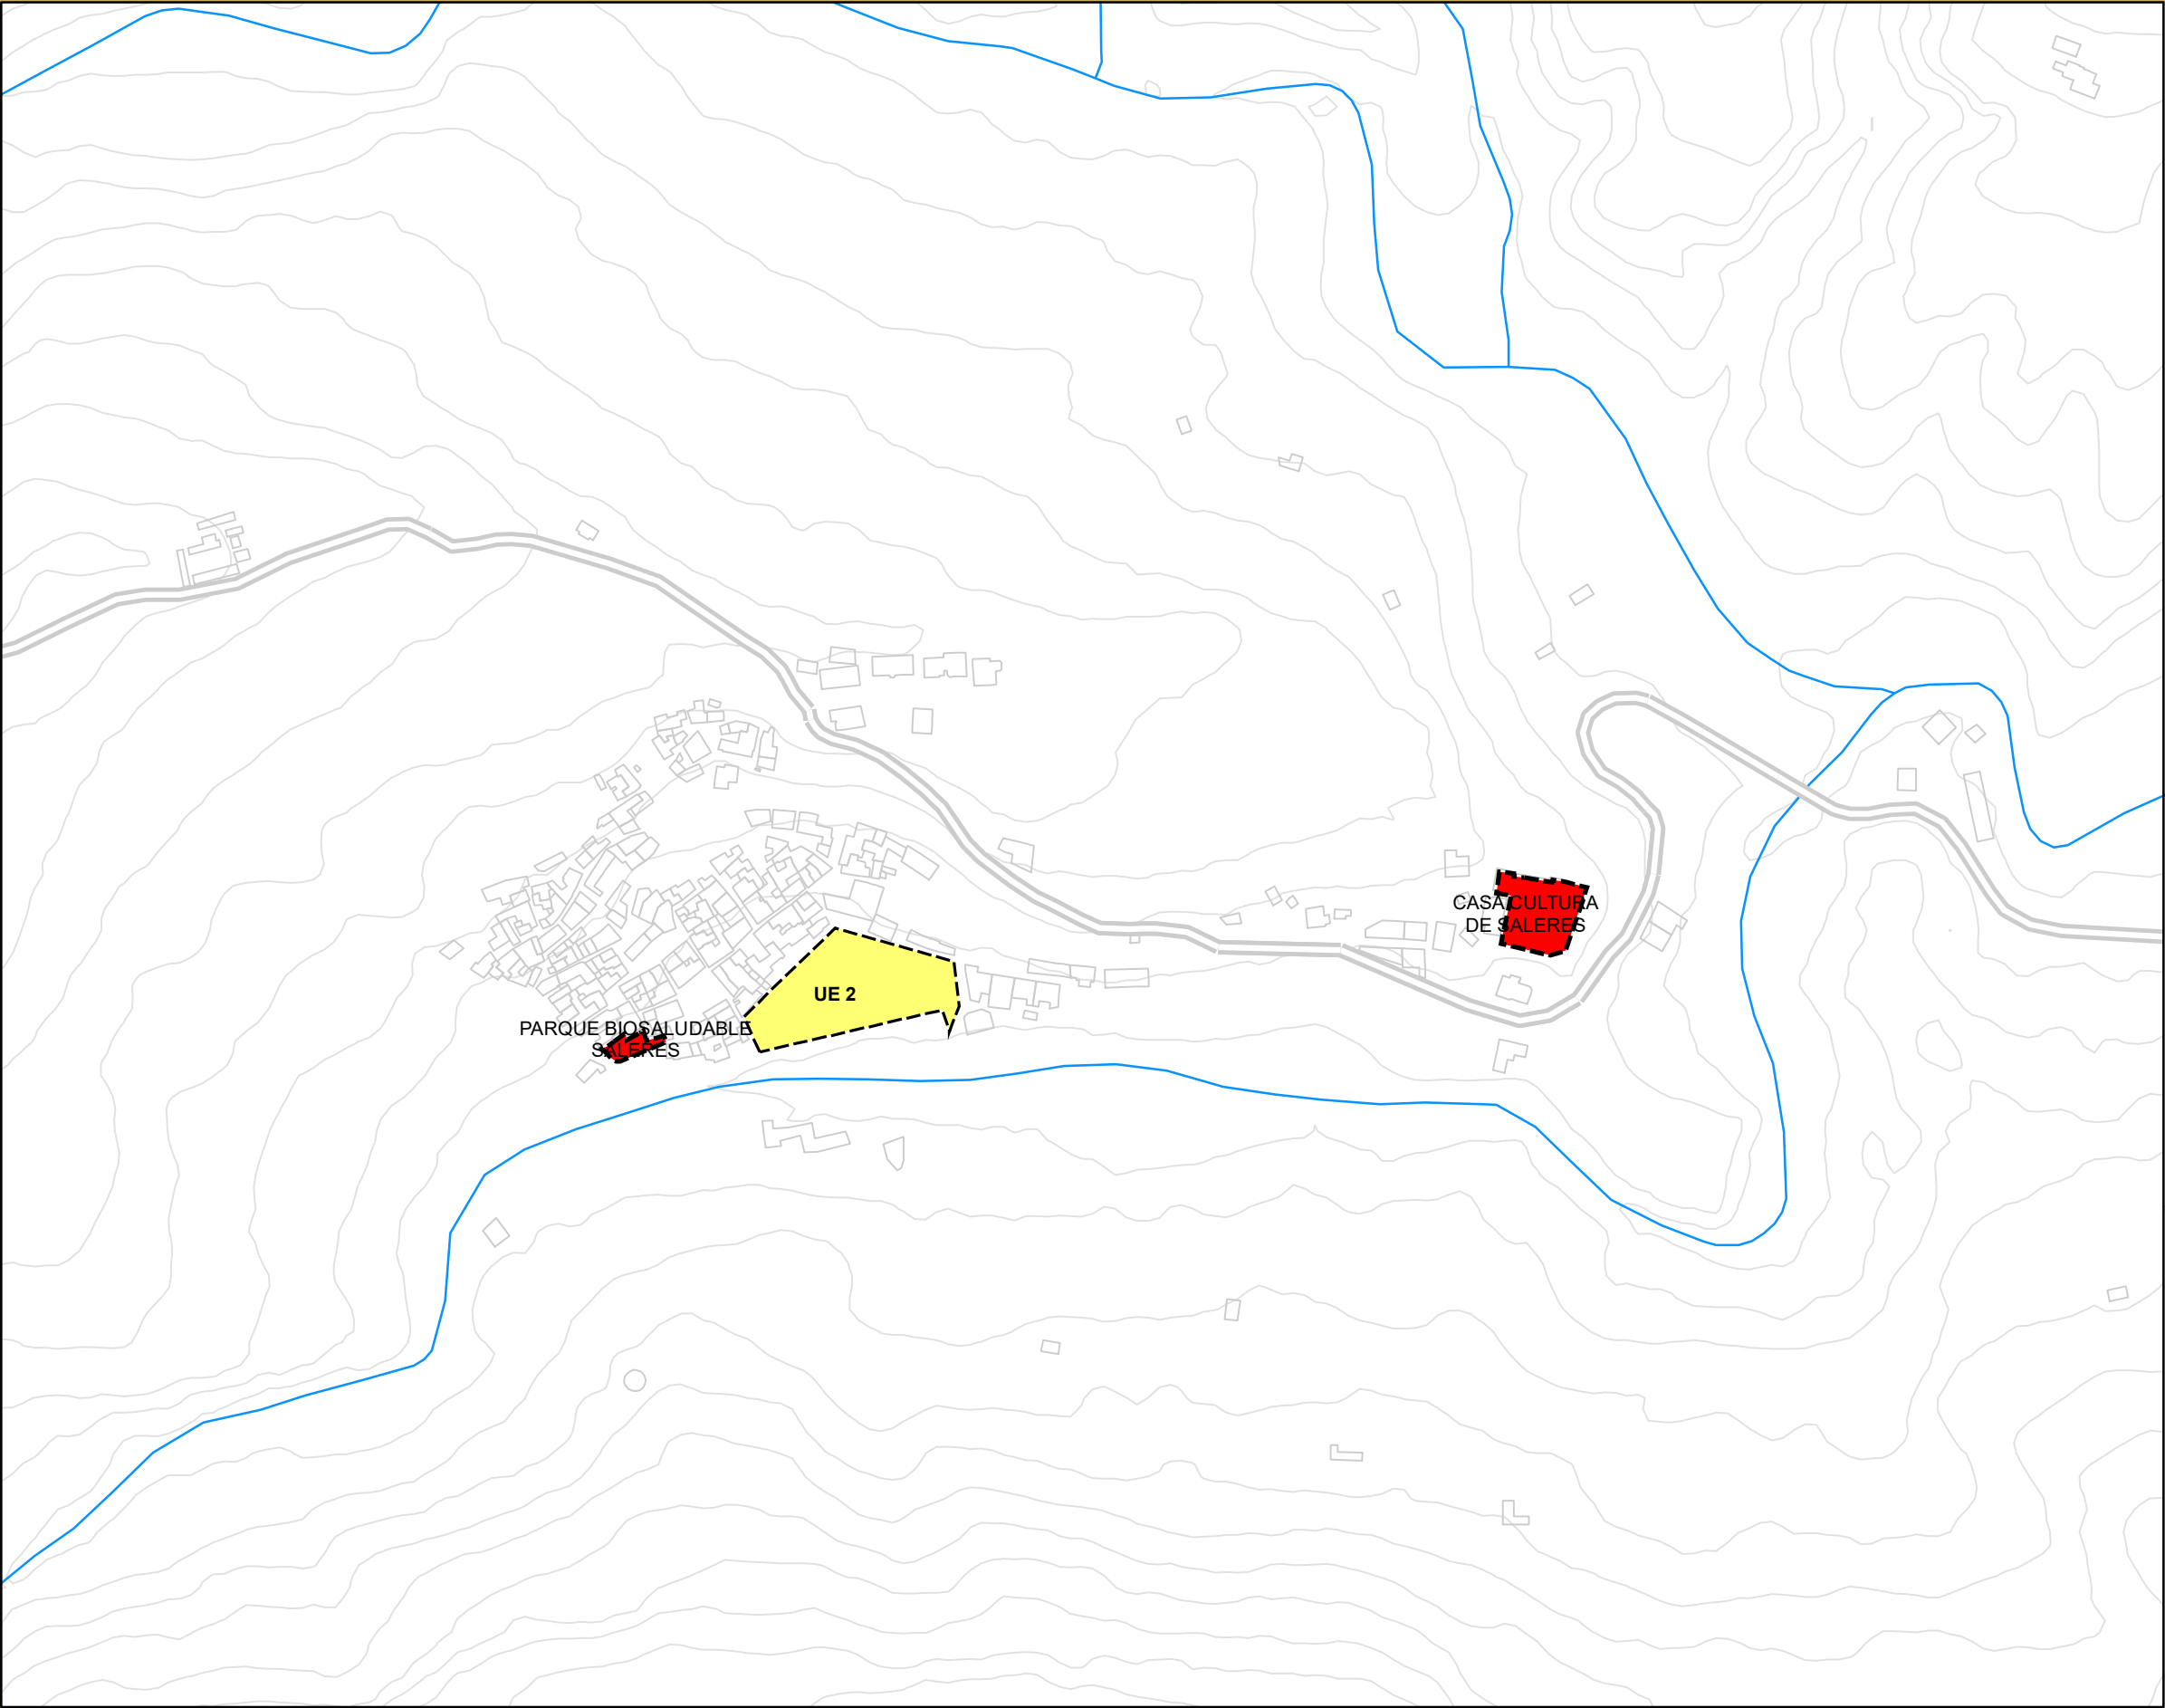 CASA CULTURA
DE SALERES
UE 2
PARQUE BIOSALUDABLE
SALERES